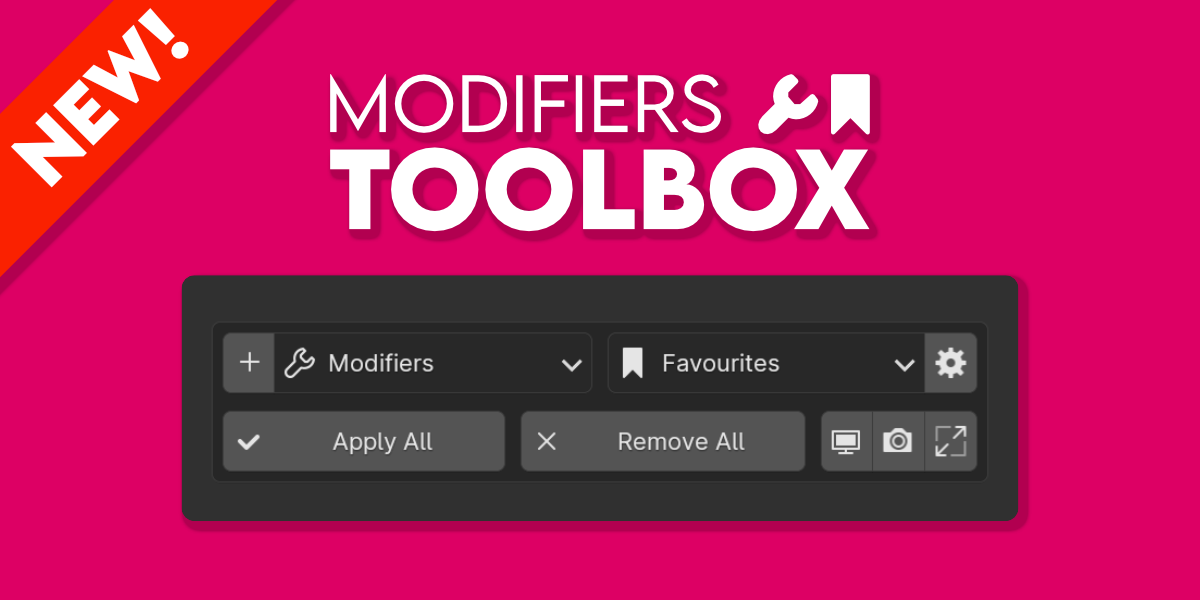 NEW!
MODIFIERS
TOOLBOX
Modifiers
Favourites
Apply All
Remove All